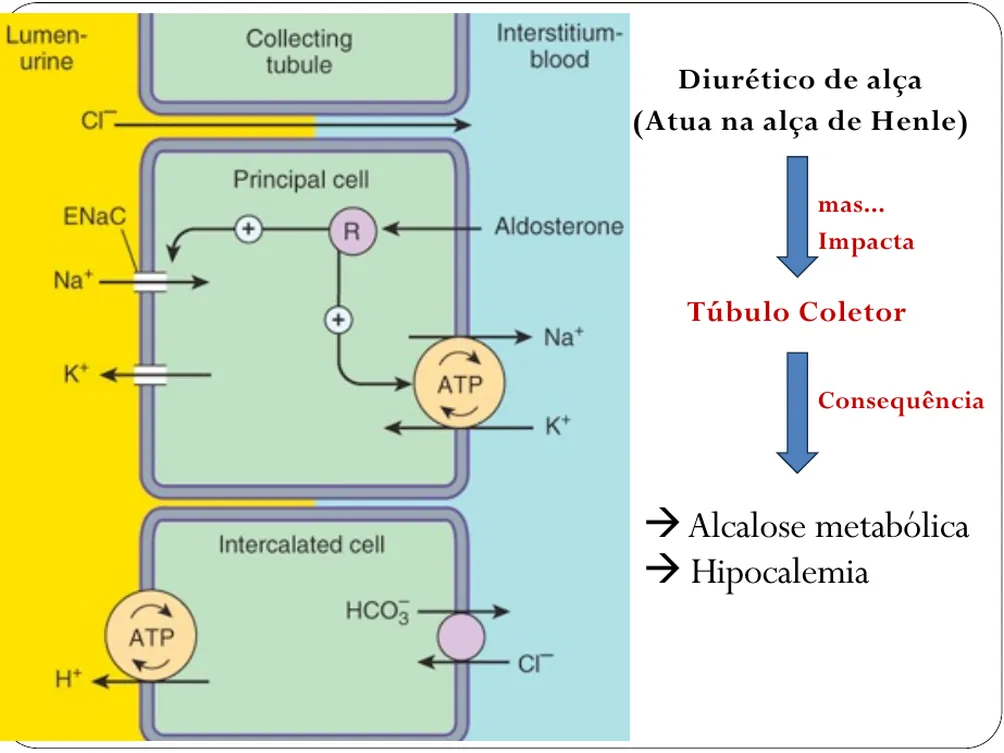 Lumen-
urine
Collecting
tubule
Interstitium-
blood
Cl–
Principal cell
ENaC
+
R
Aldosterone
Na+
+
Na+
K+
ATP
K+
Intercalated cell
HCO3–
ATP
Cl–
H+
Diurético de alça
(Atua na alça de Henle)
mas...
Impacta
Túbulo Coletor
Consequência
→ Alcalose metabólica
→ Hipocalemia